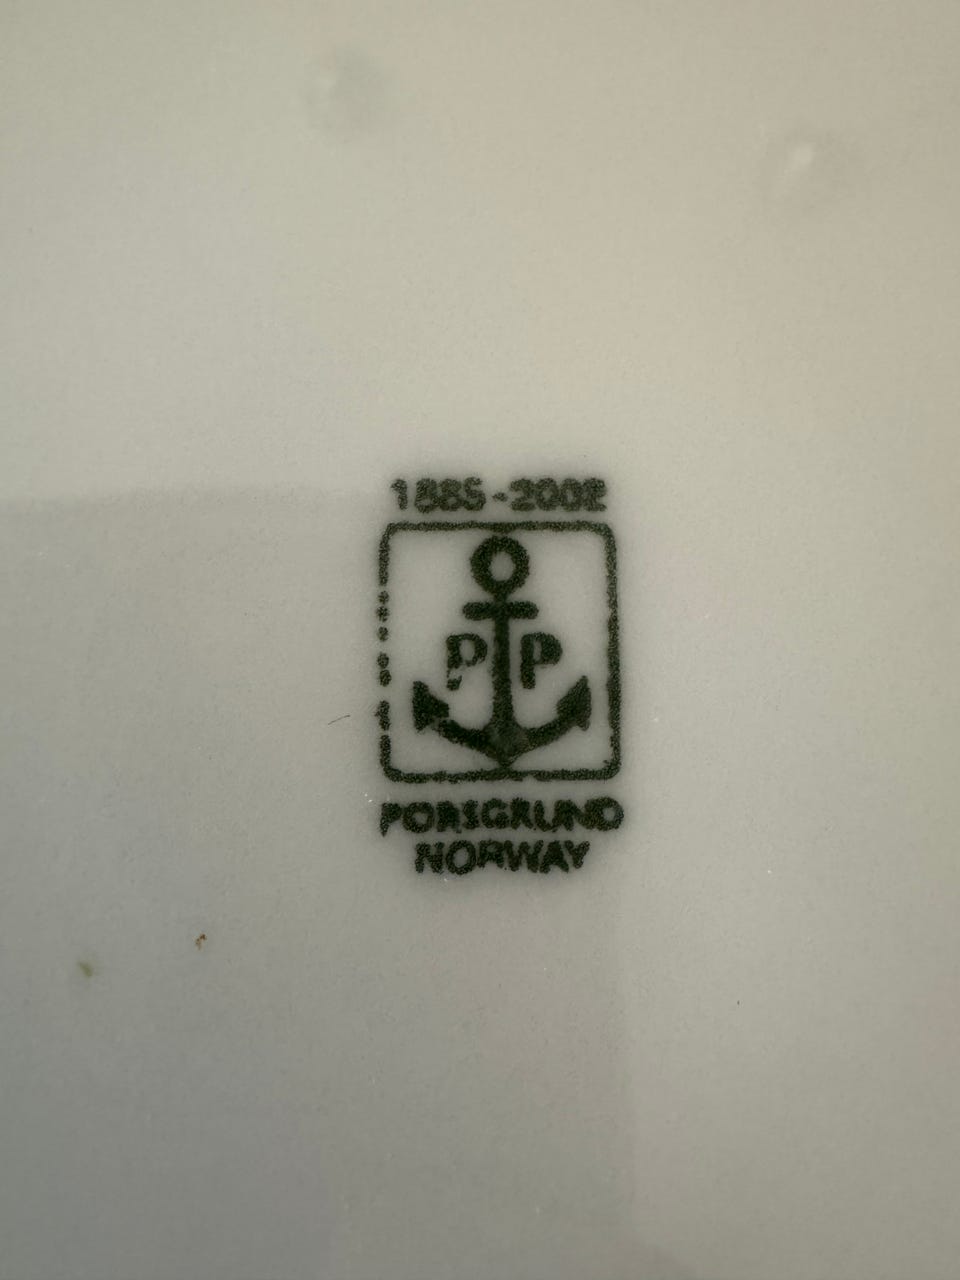 1885-2002
P P
PORSGRUND
NORWAY